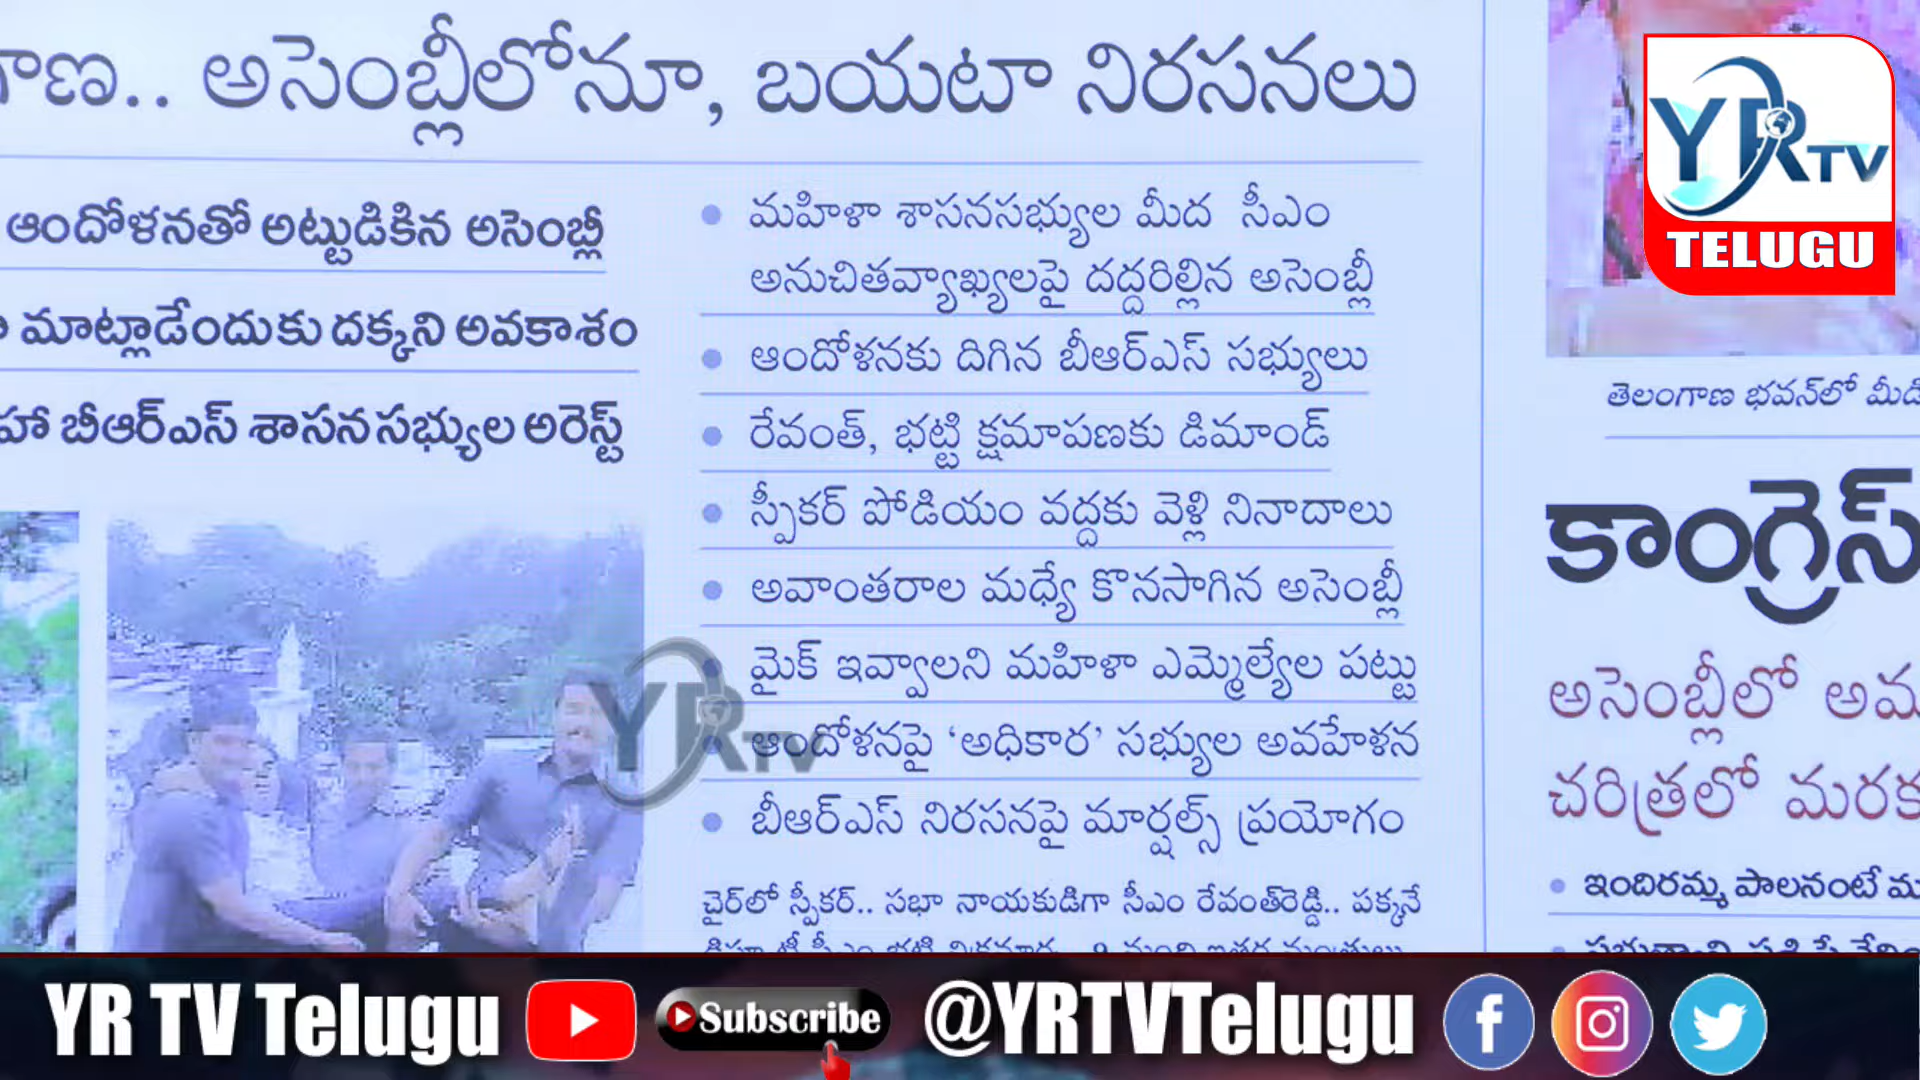 అసెంబ్లీలోనూ, బయటా నిరసనలు
ఆందోళనతో అట్టుడికిన అసెంబ్లీ
మాట్లాడేందుకు దక్కని అవకాశం
బీఆర్ఎస్ శాసనసభ్యుల అరెస్ట్
• మహిళా శాసనసభ్యుల మీద సీఎం
అనుచితవ్యాఖ్యలపై దద్దరిల్లిన అసెంబ్లీ
• ఆందోళనకు దిగిన బీఆర్ఎస్ సభ్యులు
• రేవంత్, భట్టి క్షమాపణకు డిమాండ్
• స్పీకర్ పోడియం వద్దకు వెళ్లి నినాదాలు
• అవాంతరాల మధ్యే కొనసాగిన అసెంబ్లీ
• మైక్ ఇవ్వాలని మహిళా ఎమ్మెల్యేల పట్టు
• ఆందోళనపై ‘అధికార’ సభ్యుల అవహేళన
• బీఆర్ఎస్ నిరసనపై మార్షల్స్ ప్రయోగం
చైర్‌లో స్పీకర్.. సభా నాయకుడిగా సీఎం రేవంత్‌రెడ్డి.. పక్కనే
తెలంగాణ భవన్‌లో
కాంగ్రెస్
అసెంబ్లీలో
చరిత్రలో
• ఇందిరమ్మ పాలనంటే
YR TV
TELUGU
YR TV
YR TV Telugu
Subscribe
@YRTVTelugu